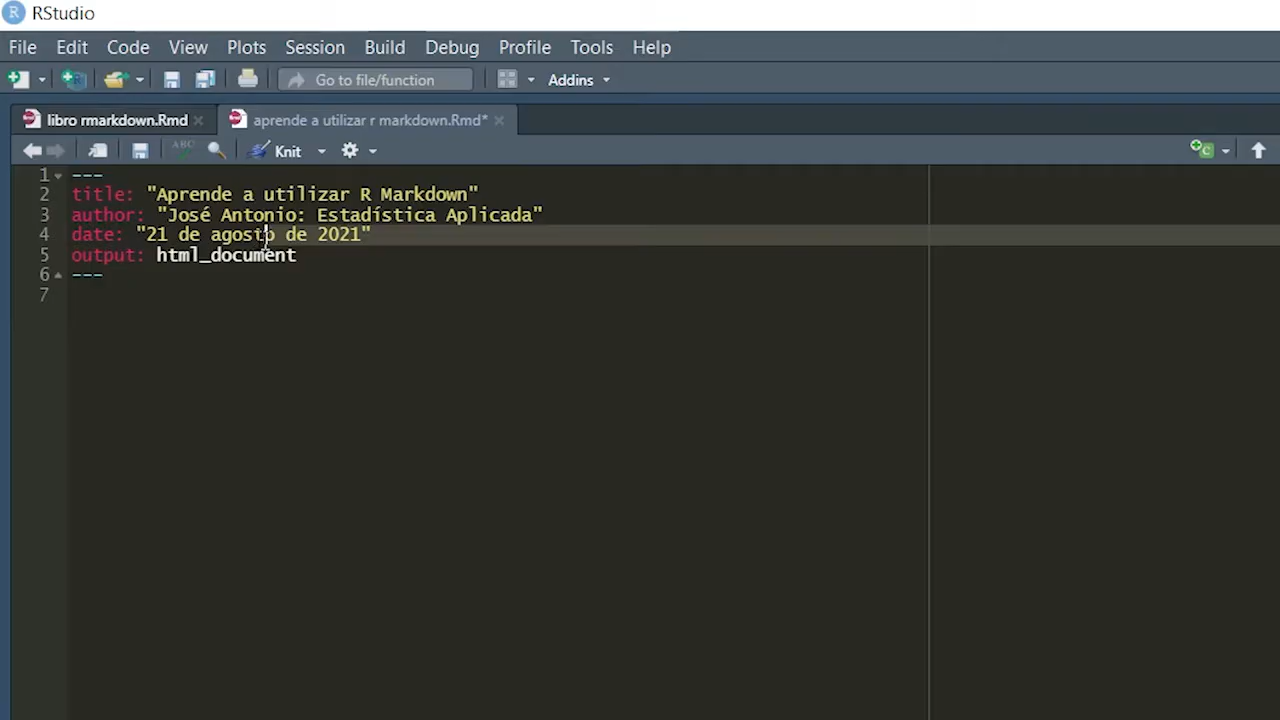 RStudio
File Edit Code View Plots Session Build Debug Profile Tools Help
Go to file/function Addins
libro rmarkdown.Rmd aprende a utilizar r markdown.Rmd*
ABC Knit
1 ---
2 title: "Aprende a utilizar R Markdown"
3 author: "José Antonio: Estadística Aplicada"
4 date: "21 de agosto de 2021"
5 output: html_document
6 ---
7